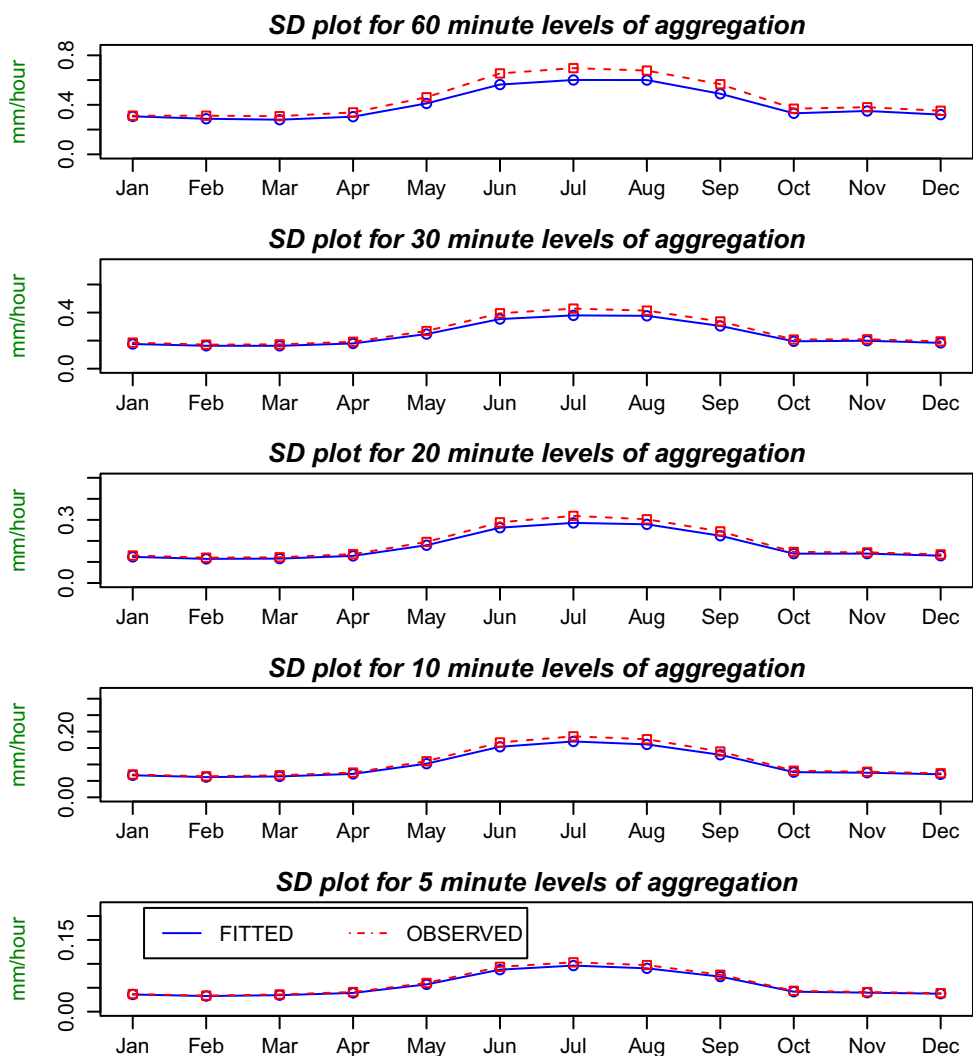 SD plot for 60 minute levels of aggregation
mm/hour
0.8
0.4
0.0
Jan Feb Mar Apr May Jun Jul Aug Sep Oct Nov Dec
SD plot for 30 minute levels of aggregation
mm/hour
0.4
0.0
Jan Feb Mar Apr May Jun Jul Aug Sep Oct Nov Dec
SD plot for 20 minute levels of aggregation
mm/hour
0.3
0.0
Jan Feb Mar Apr May Jun Jul Aug Sep Oct Nov Dec
SD plot for 10 minute levels of aggregation
mm/hour
0.20
0.00
Jan Feb Mar Apr May Jun Jul Aug Sep Oct Nov Dec
SD plot for 5 minute levels of aggregation
mm/hour
0.15
0.00
FITTED OBSERVED
Jan Feb Mar Apr May Jun Jul Aug Sep Oct Nov Dec